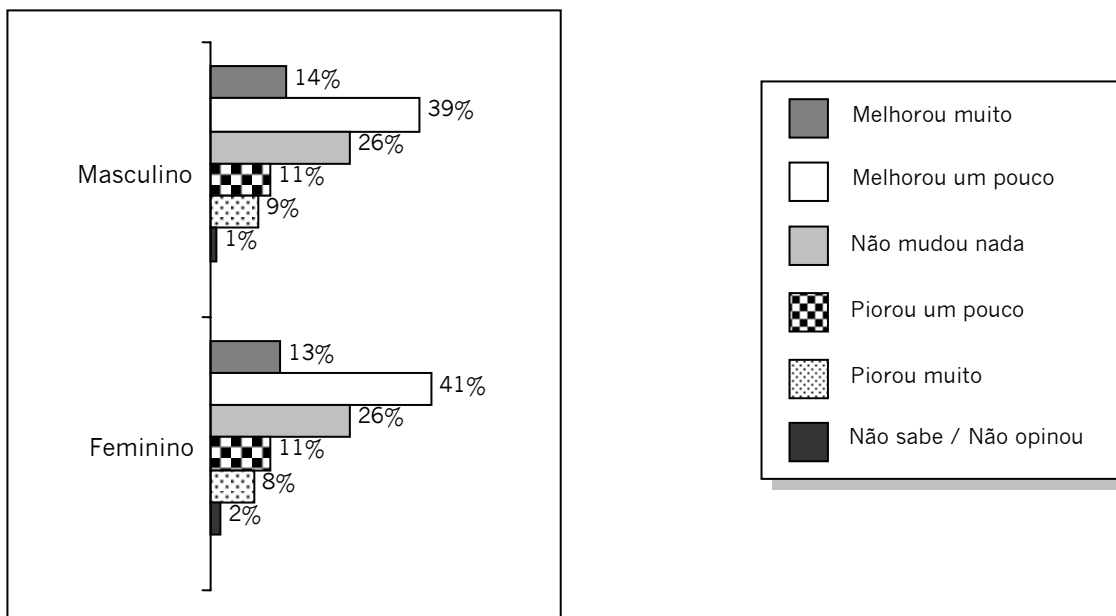 Masculino
14%
39%
26%
11%
9%
1%
Feminino
13%
41%
26%
11%
8%
2%
Melhorou muito
Melhorou um pouco
Não mudou nada
Piorou um pouco
Piorou muito
Não sabe / Não opinou